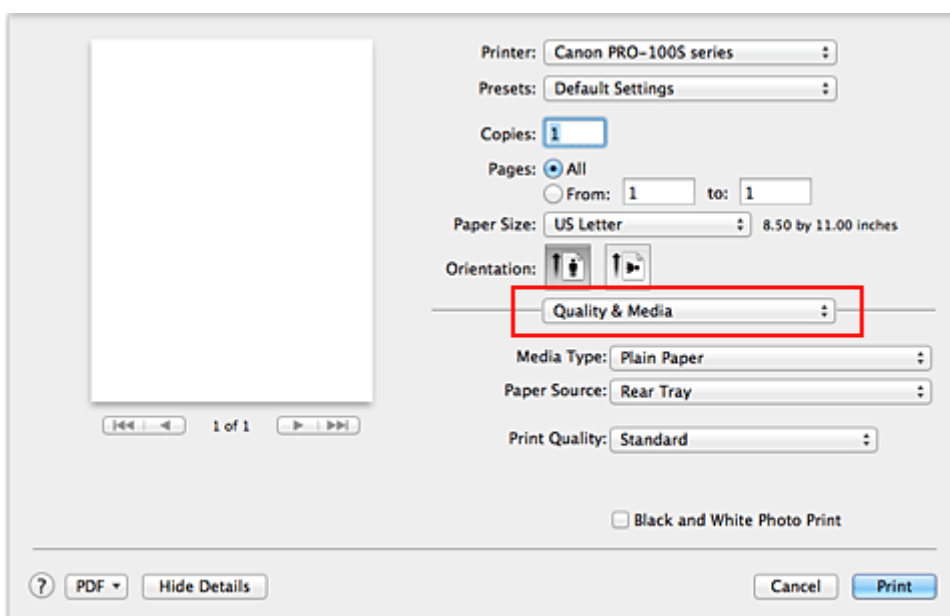 Printer: Canon PRO-100S series
Presets: Default Settings
Copies: 1
Pages: All
From: 1 to: 1
Paper Size: US Letter 8.50 by 11.00 inches
Orientation:
Quality & Media
Media Type: Plain Paper
Paper Source: Rear Tray
1 of 1
Print Quality: Standard
Black and White Photo Print
? PDF Hide Details Cancel Print